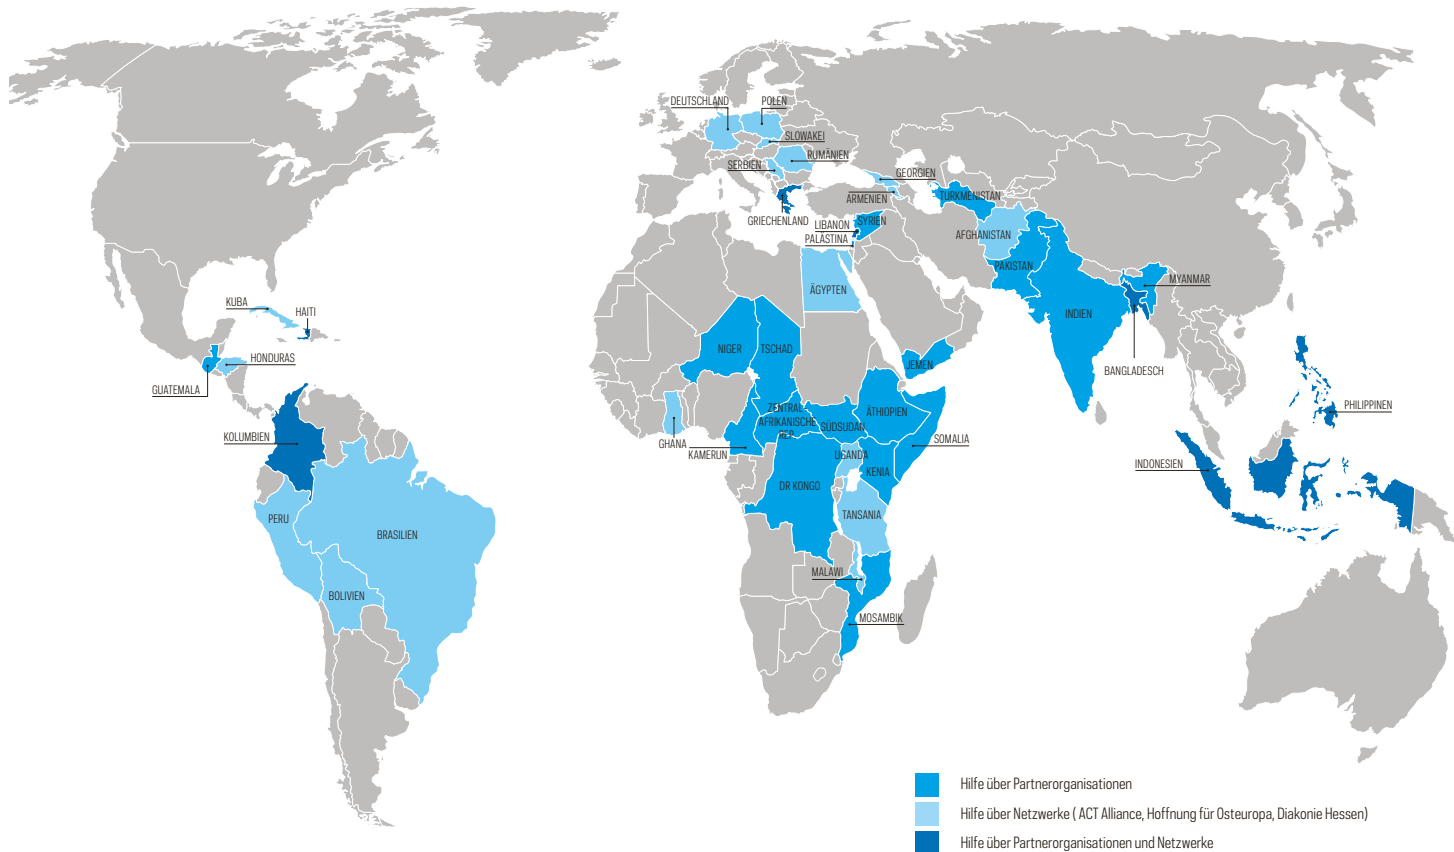 DEUTSCHLAND
POLEN
SLOWAKEI
RUMÄNIEN
SERBIEN
GEORGIEN
ARMENIEN
TURKMENISTAN
GRIECHENLAND
LIBANON
SYRIEN
PALÄSTINA
AFGHANISTAN
PAKISTAN
MYANMAR
ÄGYPTEN
KUBA
HAITI
INDIEN
HONDURAS
NIGER
TSCHAD
JEMEN
BANGLADESCH
GUATEMALA
PHILIPPINEN
ZENTRAL-
AFRIKANISCHE
REP.
ÄTHIOPIEN
SÜDSUDAN
KOLUMBIEN
GHANA
KAMERUN
SOMALIA
UGANDA
INDONESIEN
KENIA
DR KONGO
PERU
TANSANIA
BRASILIEN
MALAWI
BOLIVIEN
MOSAMBIK
Hilfe über Partnerorganisationen
Hilfe über Netzwerke ( ACT Alliance, Hoffnung für Osteuropa, Diakonie Hessen)
Hilfe über Partnerorganisationen und Netzwerke